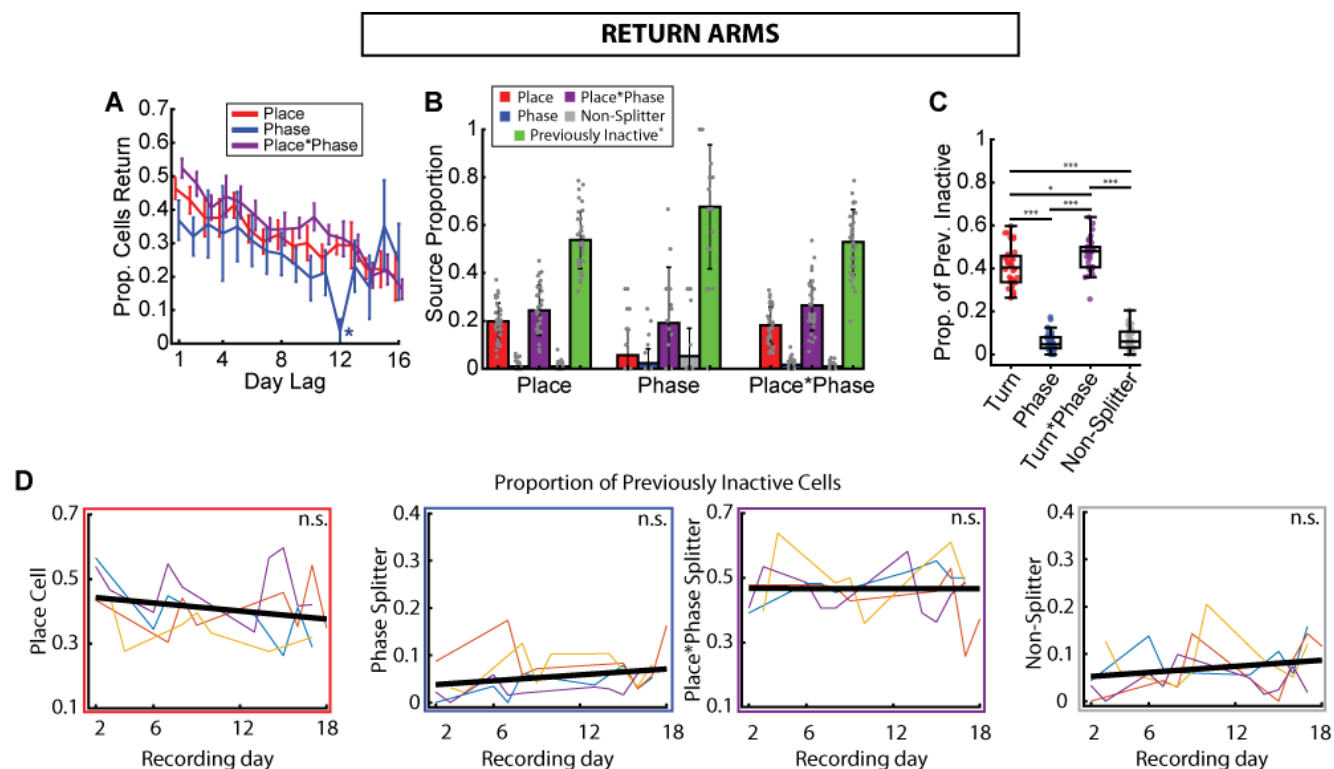 RETURN ARMS
A
Place
Phase
Place*Phase
Prop. Cells Return
0.7
0.6
0.5
0.4
0.3
0.2
0.1
0
*
1
4
8
12
16
Day Lag
B
Place
Place*Phase
Phase
Non-Splitter
Previously Inactive*
Source Proportion
1
0.8
0.6
0.4
0.2
0
Place
Phase
Place*Phase
C
Prop. of Prev. Inactive
1
0.8
0.6
0.4
0.2
0
***
*
***
***
***
Turn
Phase
Turn*Phase
Non-Splitter
D
Proportion of Previously Inactive Cells
Place Cell
0.7
0.5
0.3
0.1
n.s.
2
6
12
18
Recording day
Phase Splitter
0.4
0.3
0.2
0.1
0
n.s.
2
6
12
18
Recording day
Place*Phase Splitter
0.7
0.5
0.3
0.1
n.s.
2
6
12
18
Recording day
Non-Splitter
0.4
0.3
0.2
0.1
0
n.s.
2
6
12
18
Recording day